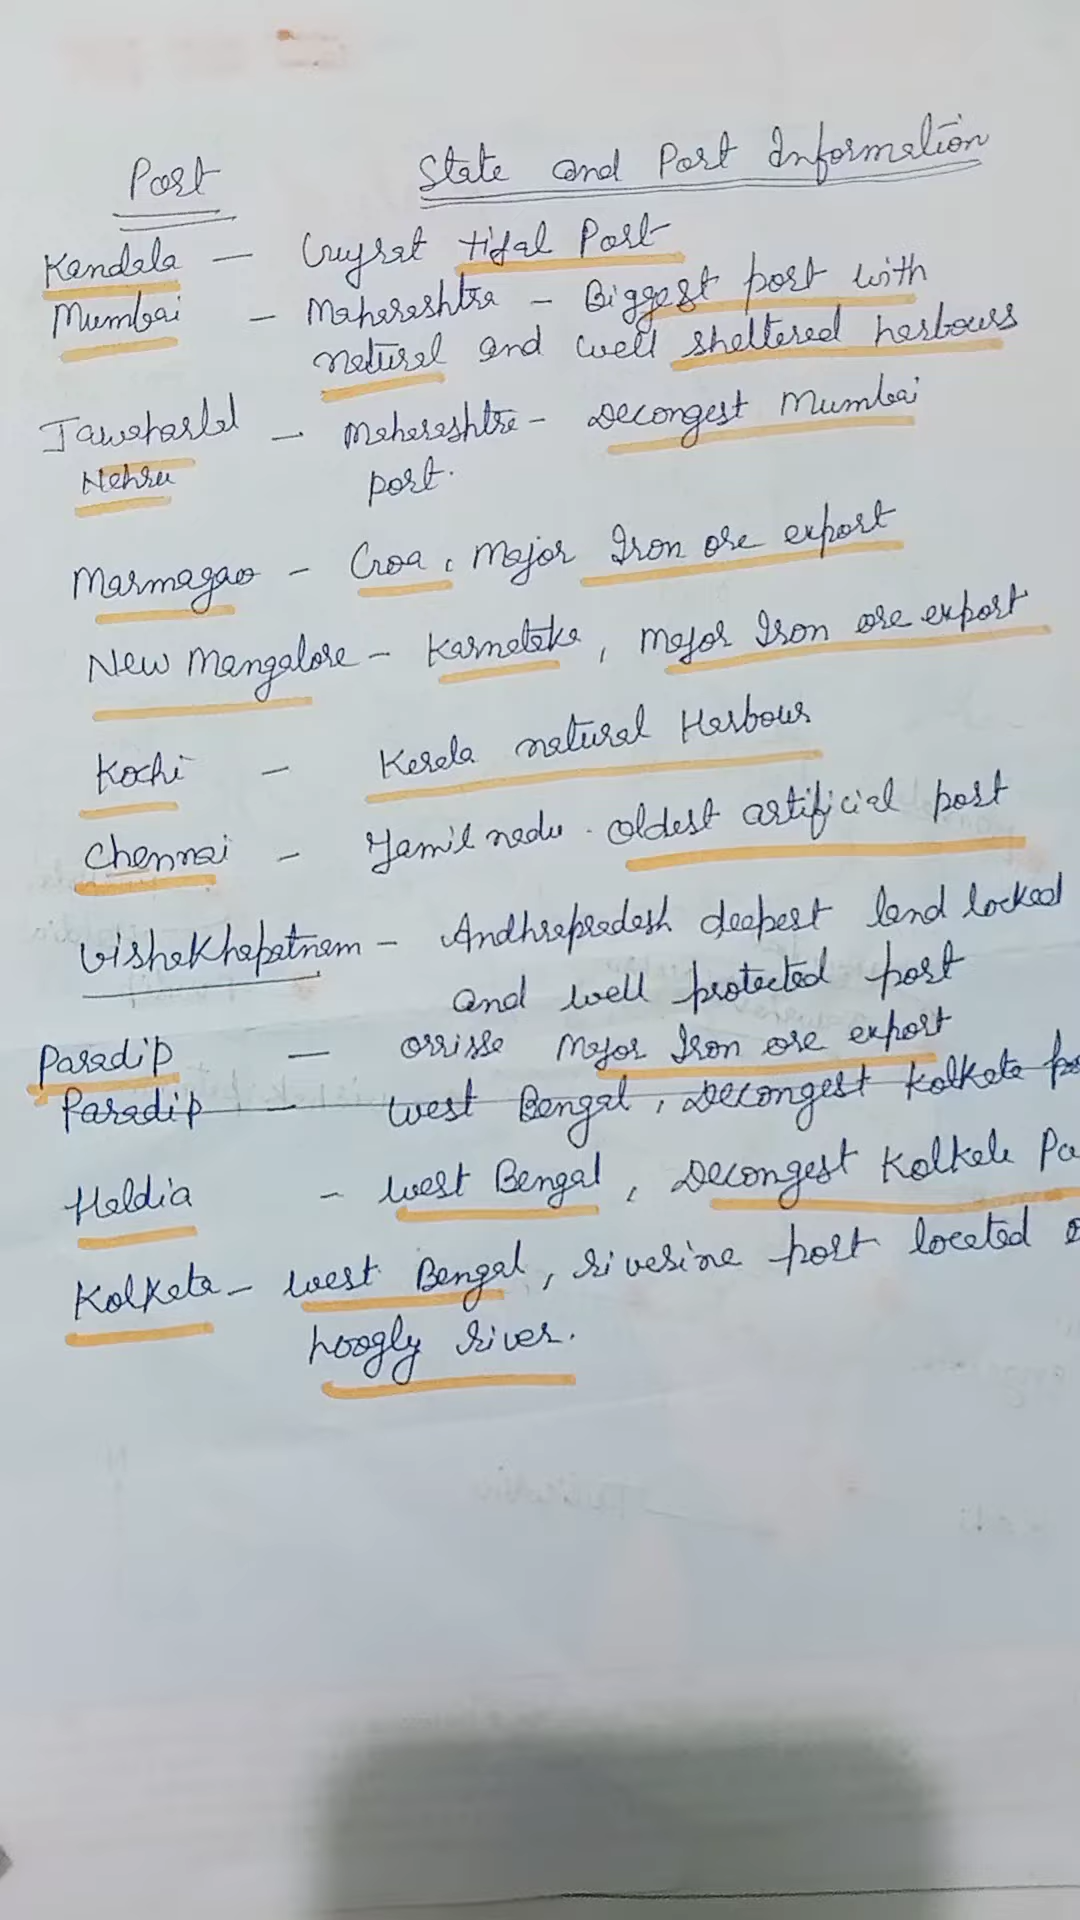 Port State and Port Information
Kandala — Gujrat tidal Port
Mumbai — Maharashtra - Biggest port with
natural and well sheltered harbours
Jawaharlal — Maharashtra - Decongest Mumbai
Nehru port.
Marmagao - Goa, Major Iron ore export
New Mangalore - Karnataka, Major Iron ore export
Kochi - Kerala natural Harbour
Chennai - Tamil nadu - oldest artificial port
Vishakhapatnam - Andhrapradesh deepest land locked
and well protected port
Paradip — orrissa Major Iron ore export
Paradip - West Bengal, Decongest Kolkata
Haldia - West Bengal, Decongest Kolkata
Kolkata - West Bengal, riverine port located
hoogly river.